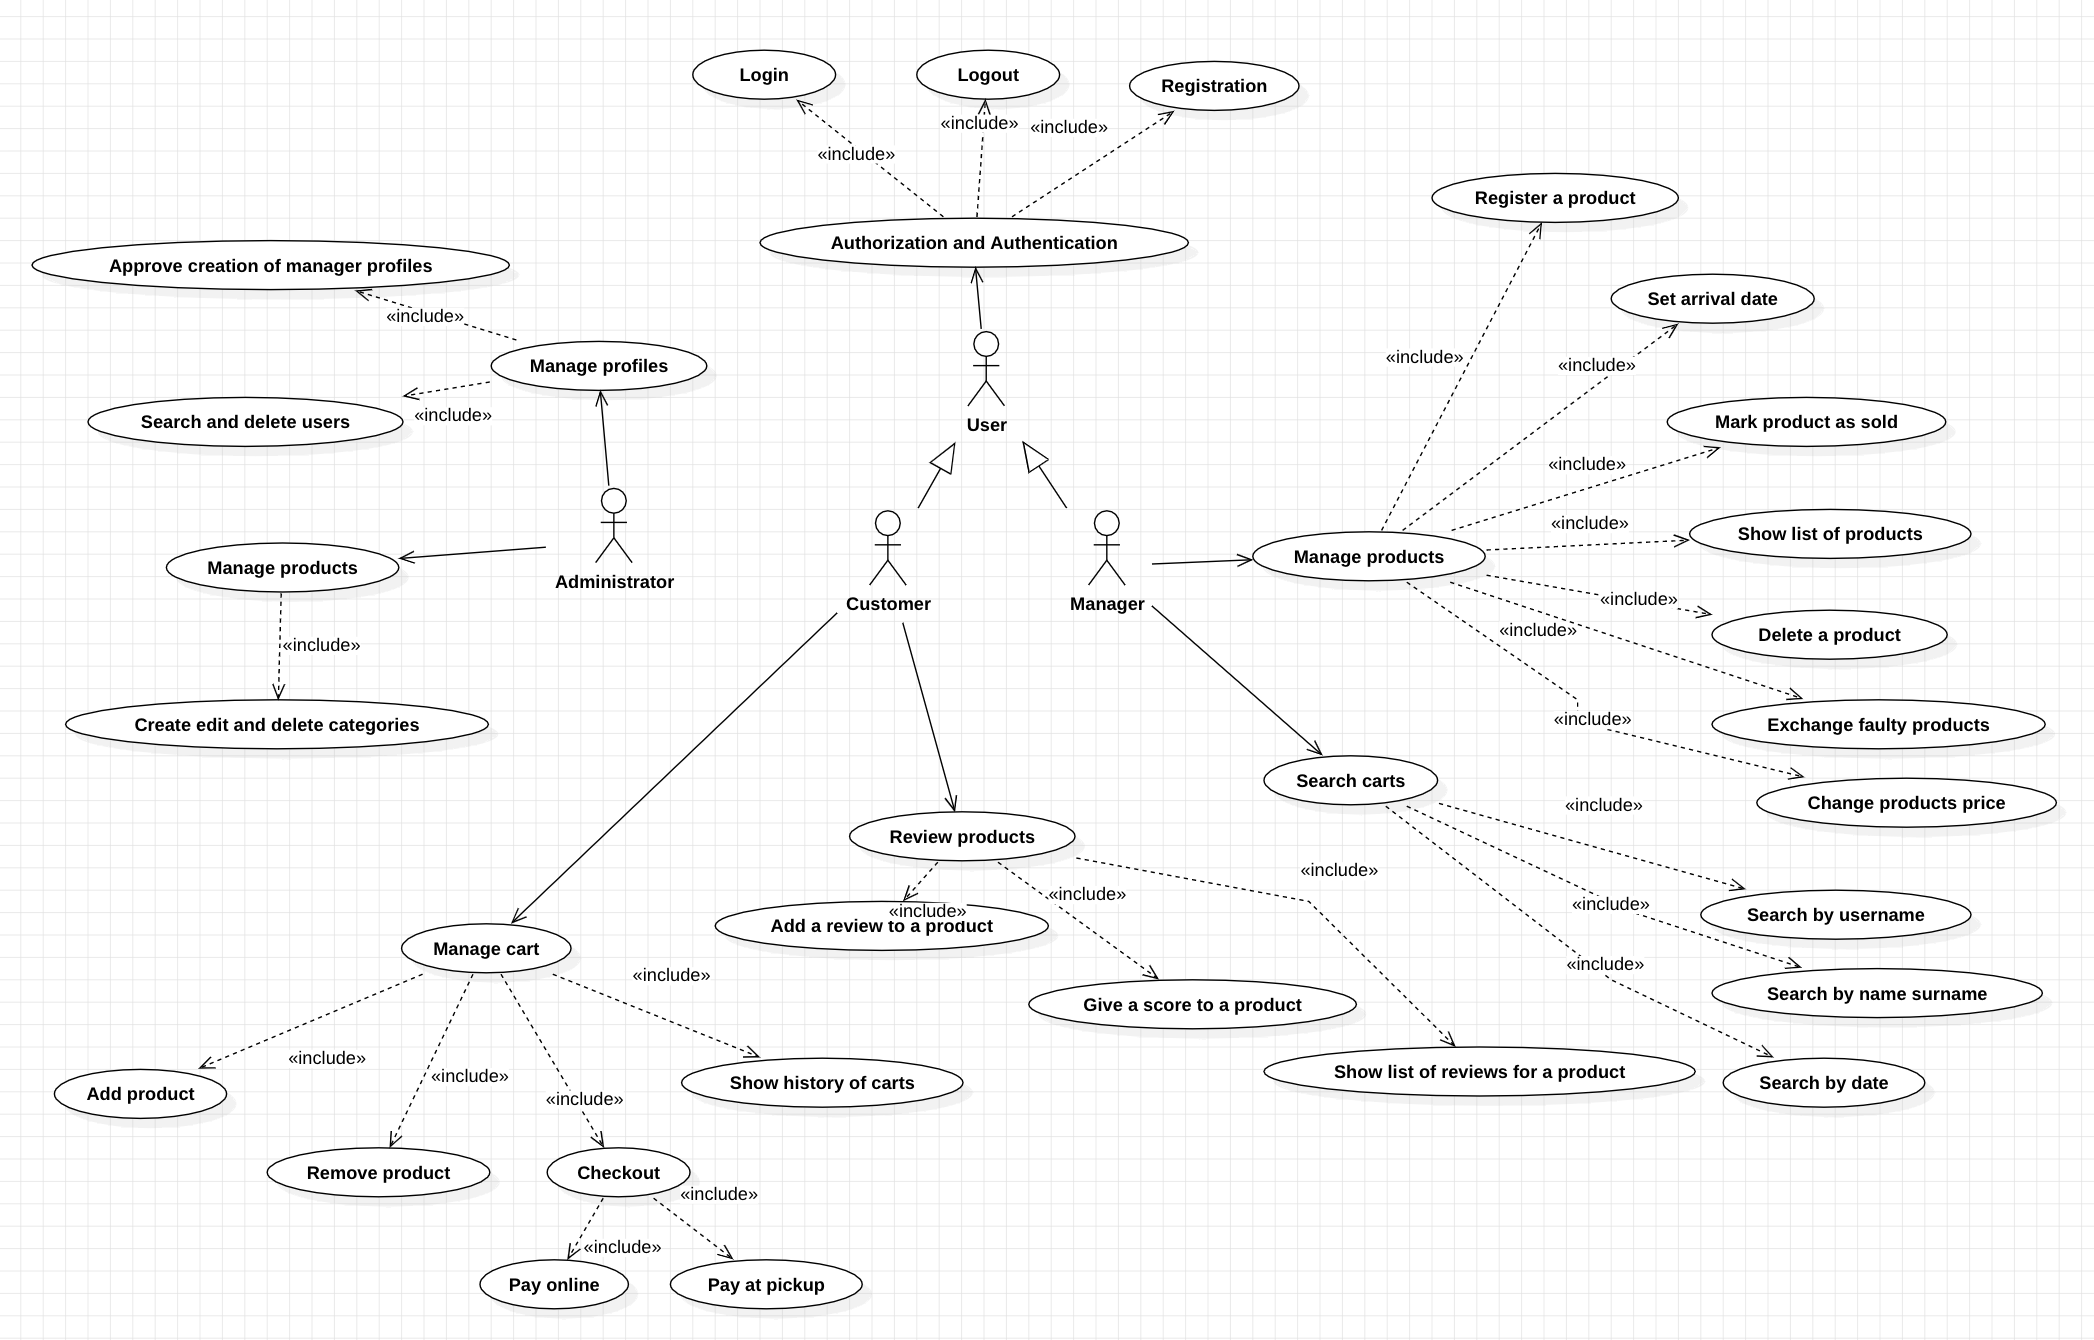 Login
Logout
Registration
«include»
«include»
«include»
Register a product
Authorization and Authentication
Approve creation of manager profiles
Set arrival date
«include»
«include»
«include»
Manage profiles
Search and delete users
«include»
User
Mark product as sold
«include»
«include»
Show list of products
Manage products
Administrator
Customer
Manager
Manage products
«include»
Delete a product
«include»
«include»
Create edit and delete categories
«include»
Exchange faulty products
Search carts
Change products price
«include»
Review products
«include»
«include»
«include»
Add a review to a product
«include»
Search by username
Manage cart
«include»
«include»
Give a score to a product
Search by name surname
«include»
«include»
«include»
Add product
Show history of carts
Show list of reviews for a product
Search by date
Remove product
Checkout
«include»
«include»
Pay online
Pay at pickup